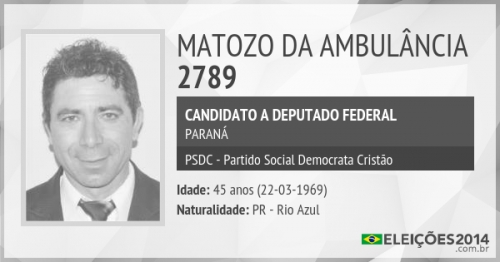 MATOZO DA AMBULÂNCIA
2789
CANDIDATO A DEPUTADO FEDERAL
PARANÁ
PSDC - Partido Social Democrata Cristão
Idade: 45 anos (22-03-1969)
Naturalidade: PR - Rio Azul
ELEIÇÕES2014
.com.br